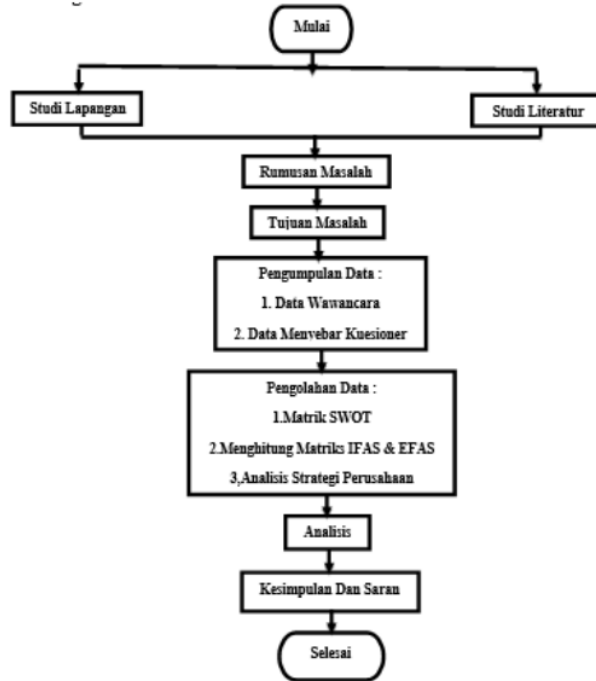 Mulai
Studi Lapangan
Studi Literatur
Rumusan Masalah
Tujuan Masalah
Pengumpulan Data :
1. Data Wawancara
2. Data Menyebar Kuesioner
Pengolahan Data :
1.Matrik SWOT
2.Menghitung Matriks IFAS & EFAS
3,Analisis Strategi Perusahaan
Analisis
Kesimpulan Dan Saran
Selesai